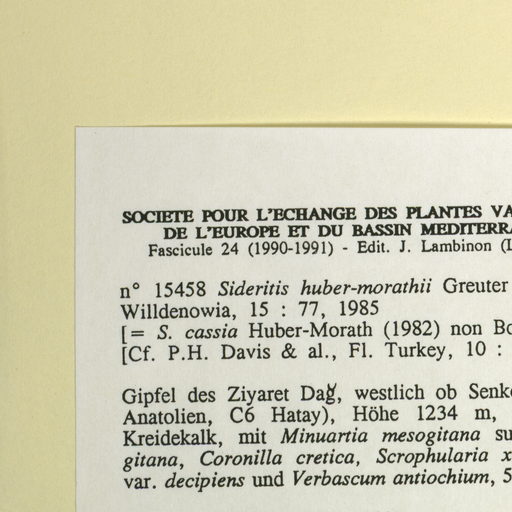 SOCIETE POUR L'ECHANGE DES PLANTES VA
DE L'EUROPE ET DU BASSIN MEDITERRA
Fascicule 24 (1990-1991) - Edit. J. Lambinon (L
n° 15458 Sideritis huber-morathii Greuter
Willdenowia, 15 : 77, 1985
[= S. cassia Huber-Morath (1982) non Bo
[Cf. P.H. Davis & al., Fl. Turkey, 10 :
Gipfel des Ziyaret Dağ, westlich ob Senk
Anatolien, C6 Hatay), Höhe 1234 m,
Kreidekalk, mit Minuartia mesogitana su
gitana, Coronilla cretica, Scrophularia x
var. decipiens und Verbascum antiochium, 5